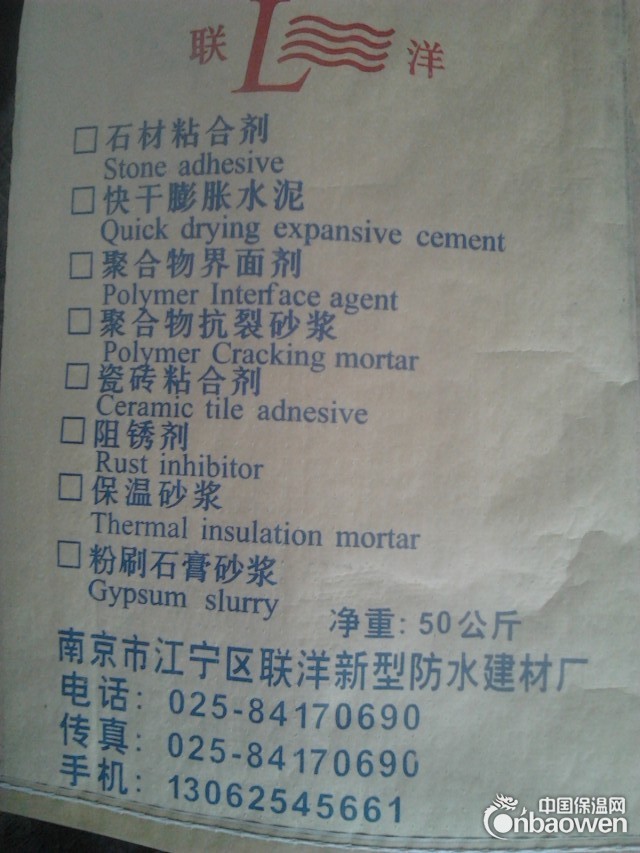 联 L 洋
□石材粘合剂
Stone adhesive
□快干膨胀水泥
Quick drying expansive cement
□聚合物界面剂
Polymer Interface agent
□聚合物抗裂砂浆
Polymer Cracking mortar
□瓷砖粘合剂
Ceramic tile adnesive
□阻锈剂
Rust inhibitor
□保温砂浆
Thermal insulation mortar
□粉刷石膏砂浆
Gypsum slurry
净重: 50公斤
南京市江宁区联洋新型防水建材厂
电话: 025-84170690
传真: 025-84170690
手机: 13062545661
中国保温网
cnbaowen